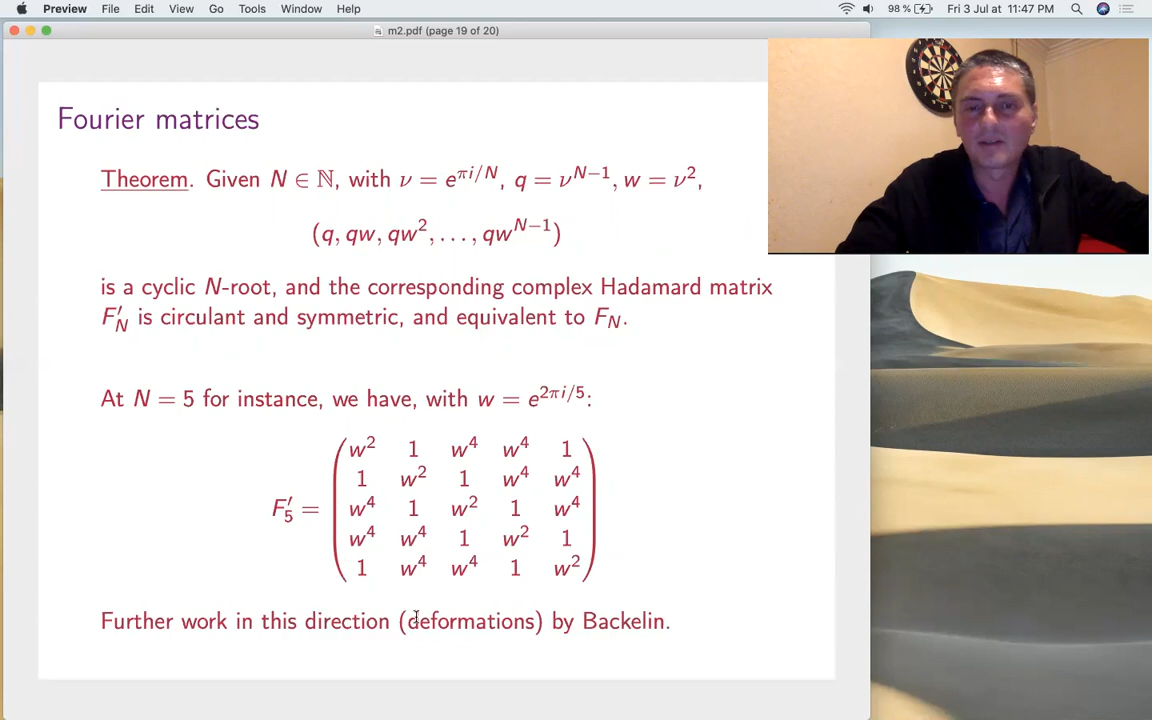 Preview File Edit View Go Tools Window Help 98 % Fri 3 Jul at 11:47 PM
m2.pdf (page 19 of 20)
Fourier matrices
Theorem. Given N ∈ ℕ, with ν = e^{πi/N}, q = ν^{N−1}, w = ν²,
(q, qw, qw², . . . , qw^{N−1})
is a cyclic N-root, and the corresponding complex Hadamard matrix
F′_N is circulant and symmetric, and equivalent to F_N.
At N = 5 for instance, we have, with w = e^{2πi/5}:
w² 1 w⁴ w⁴ 1
1 w² 1 w⁴ w⁴
F′₅ = w⁴ 1 w² 1 w⁴
w⁴ w⁴ 1 w² 1
1 w⁴ w⁴ 1 w²
Further work in this direction (deformations) by Backelin.